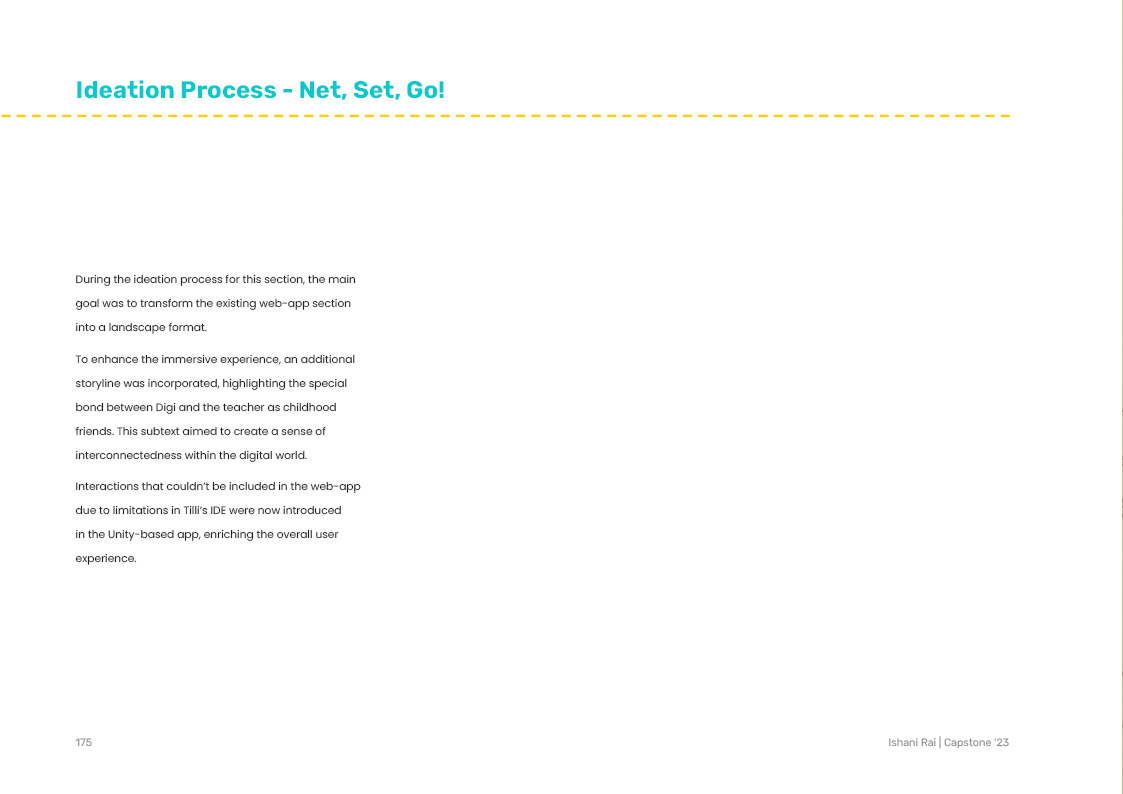 Ideation Process - Net, Set, Go!
During the ideation process for this section, the main
goal was to transform the existing web-app section
into a landscape format.
To enhance the immersive experience, an additional
storyline was incorporated, highlighting the special
bond between Digi and the teacher as childhood
friends. This subtext aimed to create a sense of
interconnectedness within the digital world.
Interactions that couldn't be included in the web-app
due to limitations in Tilli's IDE were now introduced
in the Unity-based app, enriching the overall user
experience.
175
Ishani Rai | Capstone '23